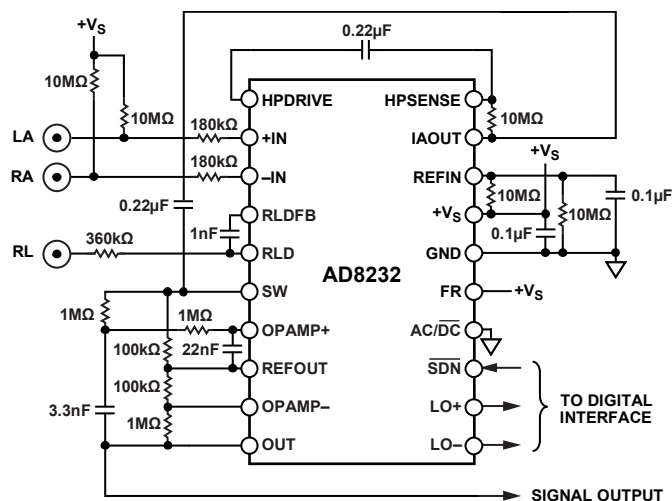 +VS
0.22µF
10MΩ
10MΩ
HPDRIVE
HPSENSE
10MΩ
LA
180kΩ
+IN
IAOUT
+VS
RA
180kΩ
–IN
REFIN
0.22µF
10MΩ
0.1µF
RLDFB
+VS
10MΩ
1nF
0.1µF
RL
360kΩ
RLD
GND
AD8232
SW
FR
+VS
1MΩ
1MΩ
OPAMP+
AC/DC
100kΩ
22nF
REFOUT
SDN
100kΩ
3.3nF
OPAMP–
LO+
TO DIGITAL
INTERFACE
1MΩ
OUT
LO–
SIGNAL OUTPUT